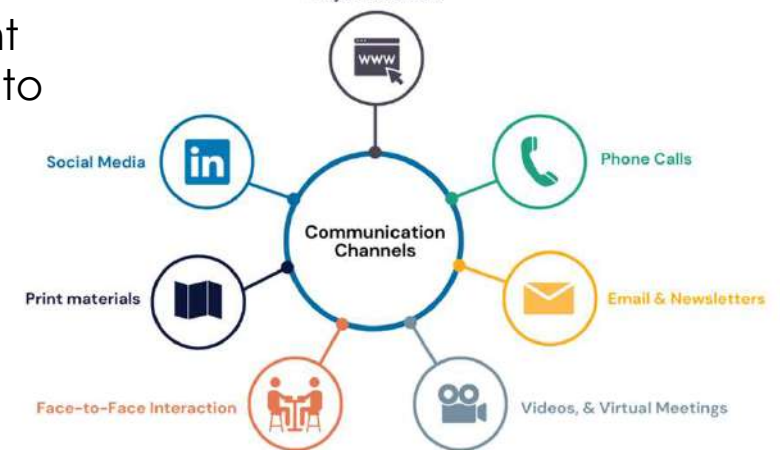 to
www
Social Media
in
Phone Calls
Communication
Channels
Print materials
Email & Newsletters
Face-to-Face Interaction
Videos, & Virtual Meetings